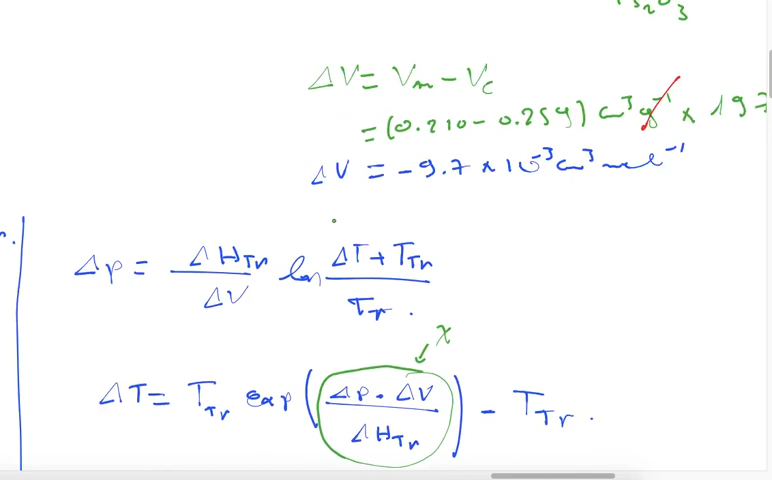 ΔV = V_m − V_c
= (0.210 − 0.259) cm³ g⁻¹ × 197
ΔV = −9.7 × 10⁻³ cm³ mol⁻¹
Δp = ΔH_Tr / ΔV ln (ΔT + T_Tr) / T_Tr .
x
ΔT = T_Tr exp( Δp · ΔV / ΔH_Tr ) − T_Tr .